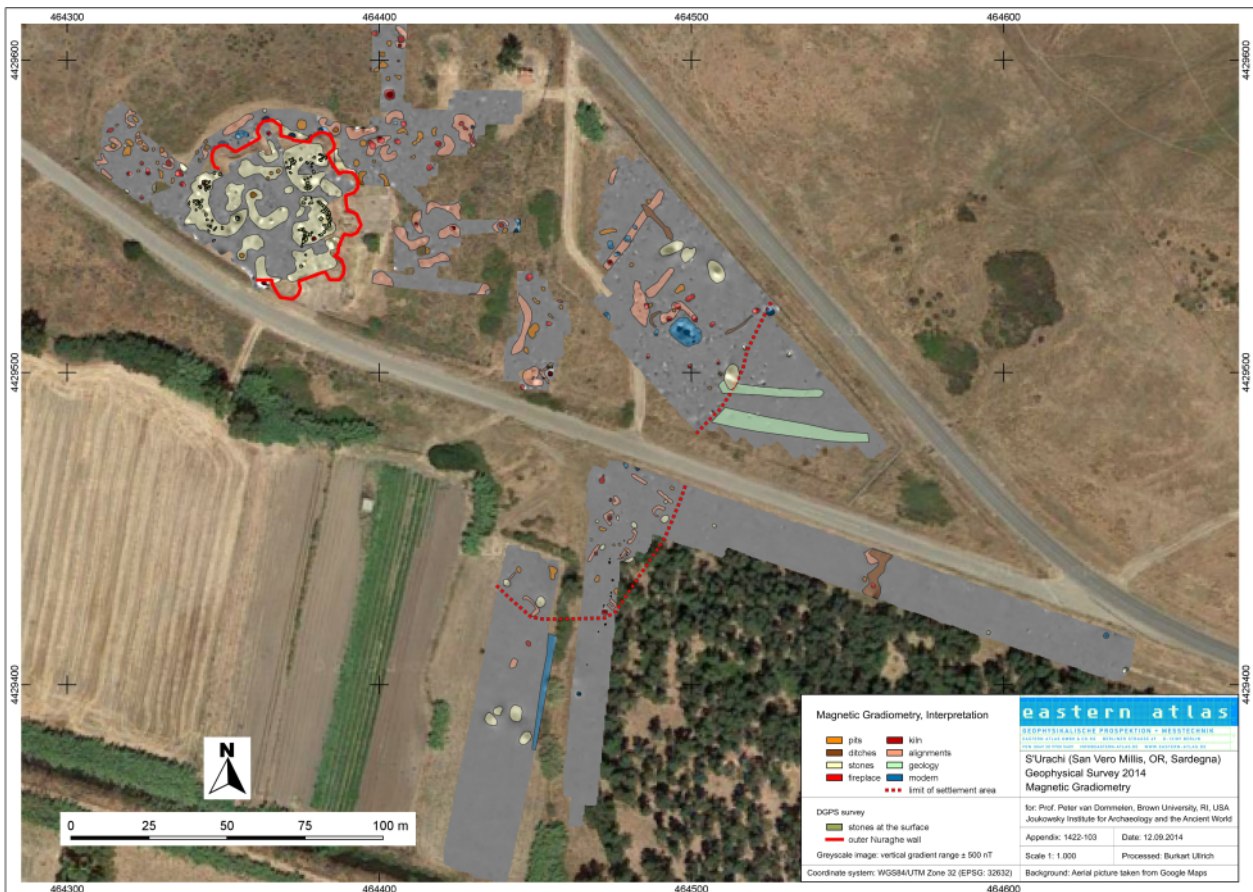 464300 464400 464500 464600
4429600 4429600
4429500 4429500
4429400 4429400
N
0 25 50 75 100 m
Magnetic Gradiometry, Interpretation
pits kiln
ditches alignments
stones geology
fireplace modern
limit of settlement area
DGPS survey
stones at the surface
outer Nuraghe wall
Greyscale image: vertical gradient range ± 500 nT
Coordinate system: WGS84/UTM Zone 32 (EPSG: 32632)
eastern atlas
GEOPHYSIKALISCHE PROSPEKTION + MESSTECHNIK
S'Urachi (San Vero Millis, OR, Sardegna)
Geophysical Survey 2014
Magnetic Gradiometry
for: Prof. Peter van Dommelen, Brown University, RI, USA
Joukowsky Institute for Archaeology and the Ancient World
Appendix: 1422-103 Date: 12.09.2014
Scale 1: 1.000 Processed: Burkart Ullrich
Background: Aerial picture taken from Google Maps
464300 464400 464500 464600